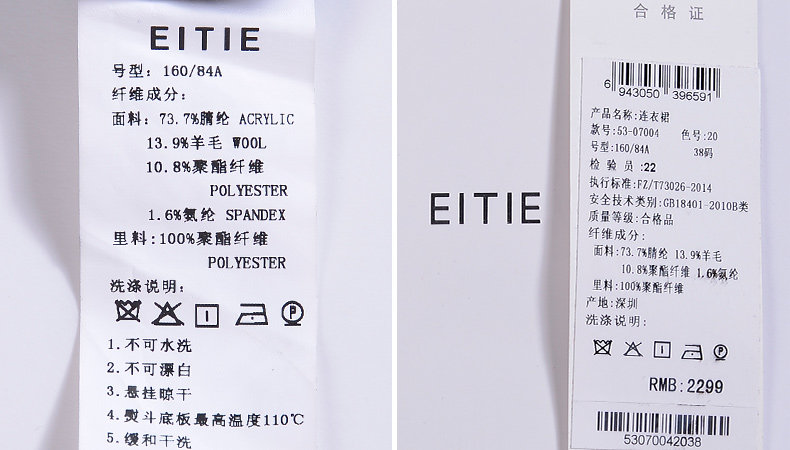 EITIE
号型: 160/84A
纤维成分:
面料: 73.7%腈纶 ACRYLIC
13.9%羊毛 WOOL
10.8%聚酯纤维
POLYESTER
1.6%氨纶 SPANDEX
里料:100%聚酯纤维
POLYESTER
洗涤说明:
P
1.不可水洗
2.不可漂白
3.悬挂晾干
4.熨斗底板最高温度110℃
5.缓和干洗
EITIE
合格证
6 943050 396591
产品名称:连衣裙
款号:53-07004 色号:20
号型:160/84A 38码
检验员:22
执行标准:FZ/T73026-2014
安全技术类别:GB18401-2010B类
质量等级:合格品
纤维成分:
面料:73.7%腈纶 13.9%羊毛
10.8%聚酯纤维 1.6%氨纶
里料:100%聚酯纤维
产地:深圳
洗涤说明:
P
RMB:2299
53070042038